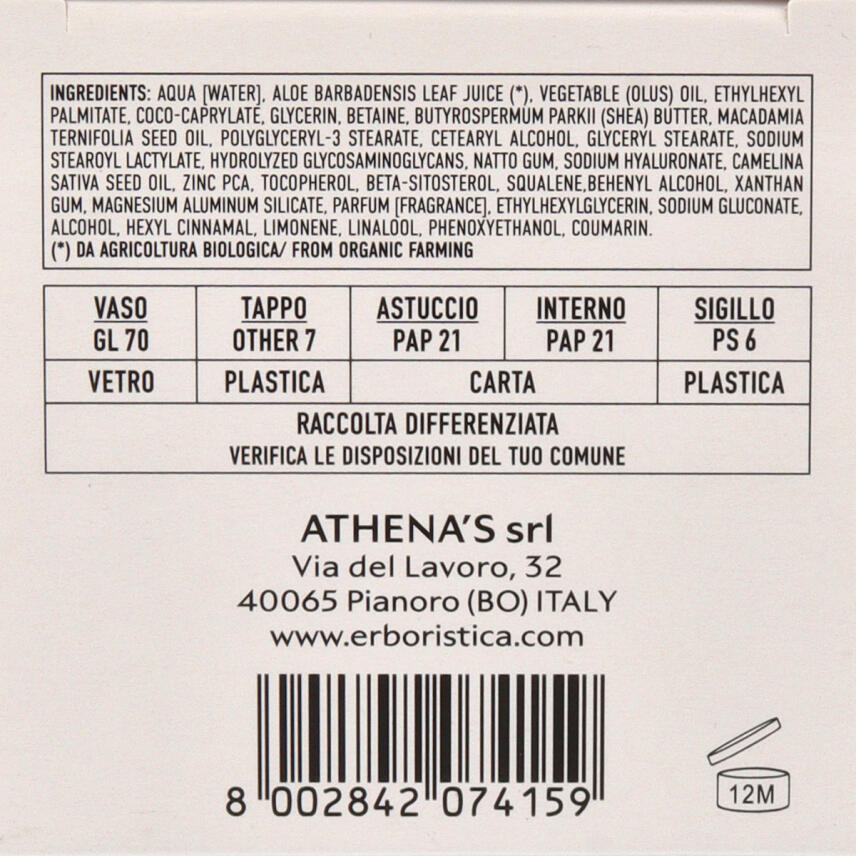 INGREDIENTS: AQUA [WATER], ALOE BARBADENSIS LEAF JUICE (*), VEGETABLE (OLUS) OIL, ETHYLHEXYL
PALMITATE, COCO-CAPRYLATE, GLYCERIN, BETAINE, BUTYROSPERMUM PARKII (SHEA) BUTTER, MACADAMIA
TERNIFOLIA SEED OIL, POLYGLYCERYL-3 STEARATE, CETEARYL ALCOHOL, GLYCERYL STEARATE, SODIUM
STEAROYL LACTYLATE, HYDROLYZED GLYCOSAMINOGLYCANS, NATTO GUM, SODIUM HYALURONATE, CAMELINA
SATIVA SEED OIL, ZINC PCA, TOCOPHEROL, BETA-SITOSTEROL, SQUALENE,BEHENYL ALCOHOL, XANTHAN
GUM, MAGNESIUM ALUMINUM SILICATE, PARFUM [FRAGRANCE], ETHYLHEXYLGLYCERIN, SODIUM GLUCONATE,
ALCOHOL, HEXYL CINNAMAL, LIMONENE, LINALOOL, PHENOXYETHANOL, COUMARIN.
(*) DA AGRICOLTURA BIOLOGICA/ FROM ORGANIC FARMING
VASO TAPPO ASTUCCIO INTERNO SIGILLO
GL 70 OTHER 7 PAP 21 PAP 21 PS 6
VETRO PLASTICA CARTA PLASTICA
RACCOLTA DIFFERENZIATA
VERIFICA LE DISPOSIZIONI DEL TUO COMUNE
ATHENA'S srl
Via del Lavoro, 32
40065 Pianoro (BO) ITALY
www.erboristica.com
8 002842 074159
12M